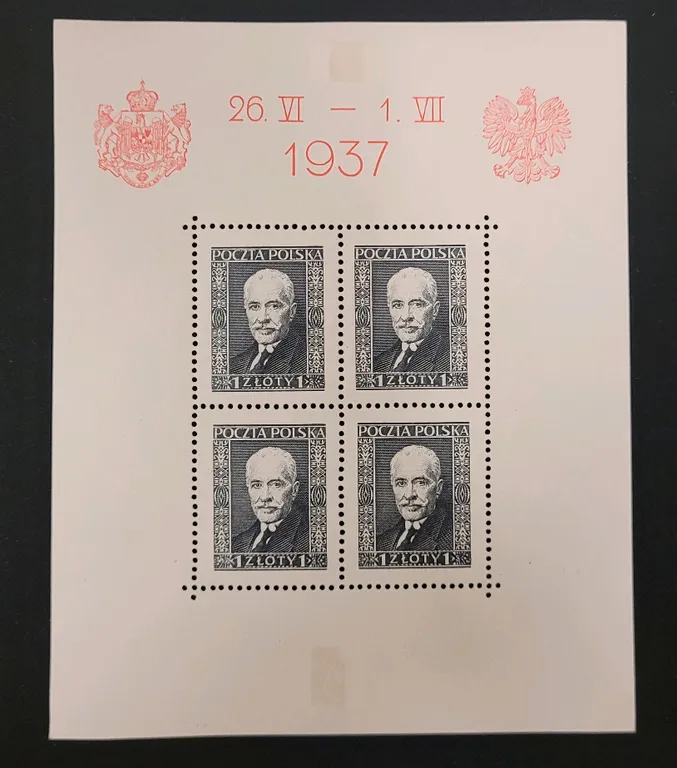 26. VI — 1. VII
1937
POCZTA POLSKA
1 ZŁOTY 1
POCZTA POLSKA
1 ZŁOTY 1
POCZTA POLSKA
1 ZŁOTY 1
POCZTA POLSKA
1 ZŁOTY 1